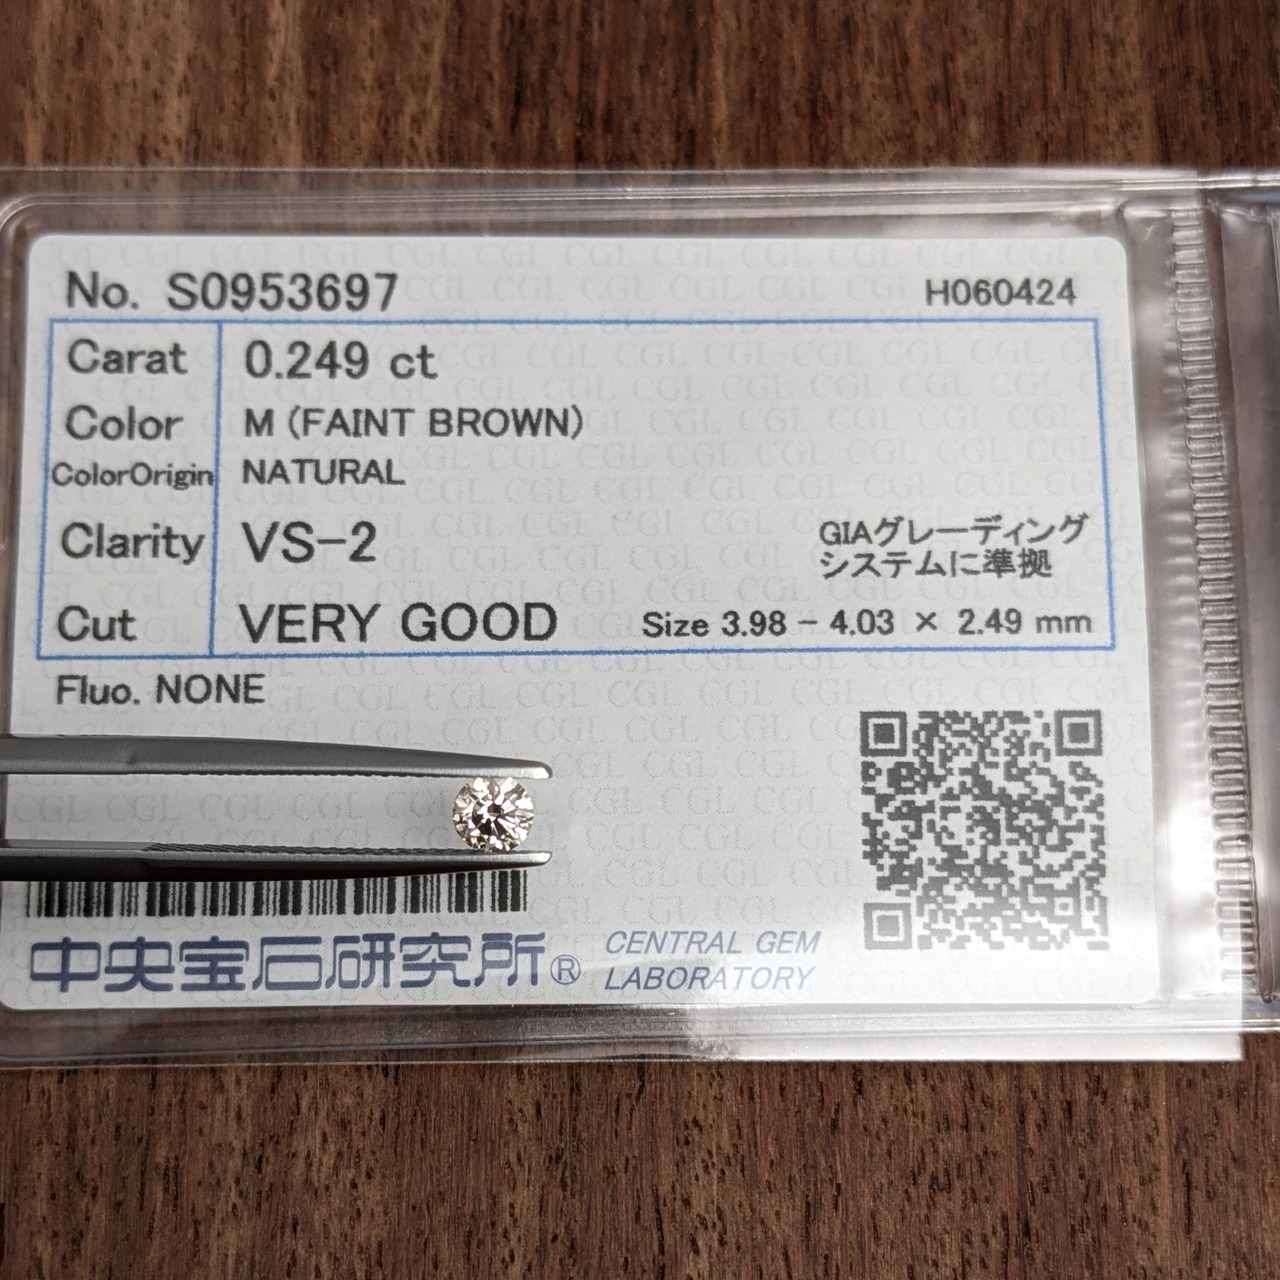 No. S0953697 H060424
Carat 0.249 ct
Color M (FAINT BROWN)
ColorOrigin NATURAL
Clarity VS-2
GIAグレーディング
システムに準拠
Cut VERY GOOD Size 3.98 - 4.03 × 2.49 mm
Fluo. NONE
中央宝石研究所® CENTRAL GEM
LABORATORY